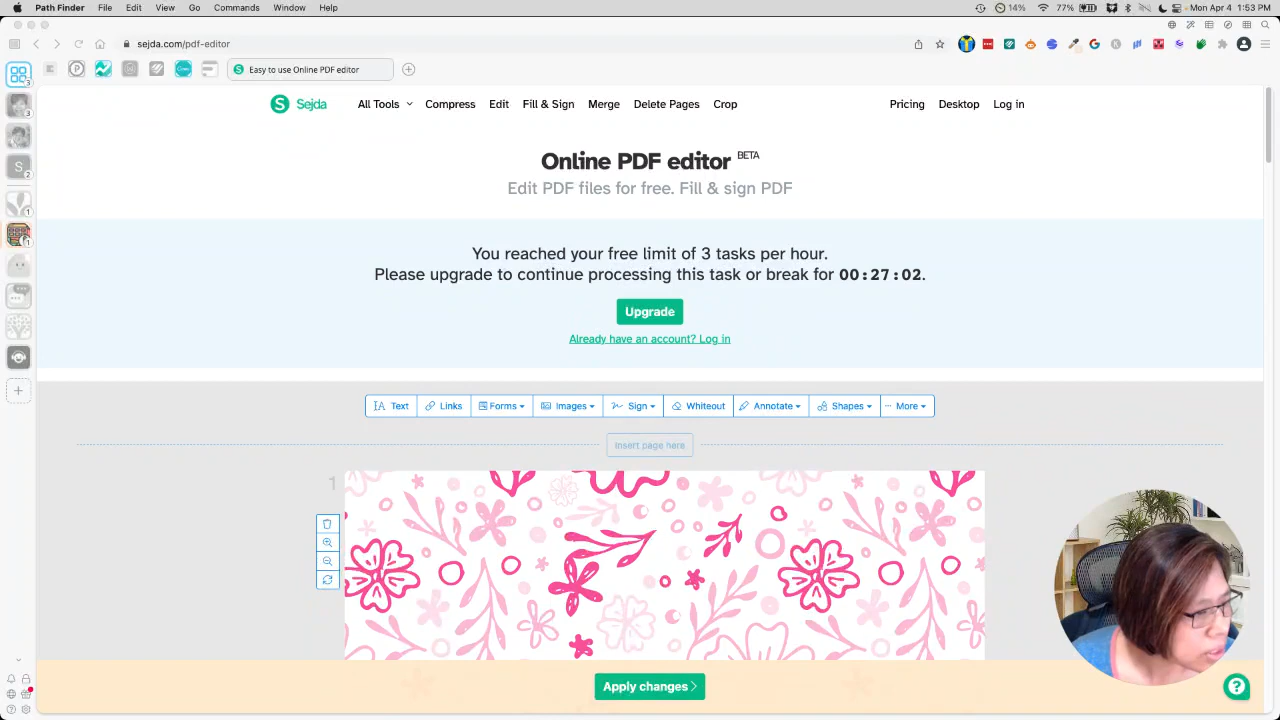 Path Finder File Edit View Go Commands Window Help 14% 77% Mon Apr 4 1:53 PM
sejda.com/pdf-editor
Easy to use Online PDF editor
S Sejda All Tools Compress Edit Fill & Sign Merge Delete Pages Crop Pricing Desktop Log in
Online PDF editor BETA
Edit PDF files for free. Fill & sign PDF
You reached your free limit of 3 tasks per hour.
Please upgrade to continue processing this task or break for 00:27:02.
Upgrade
Already have an account? Log in
Text Links Forms Images Sign Whiteout Annotate Shapes More
Insert page here
1
Apply changes